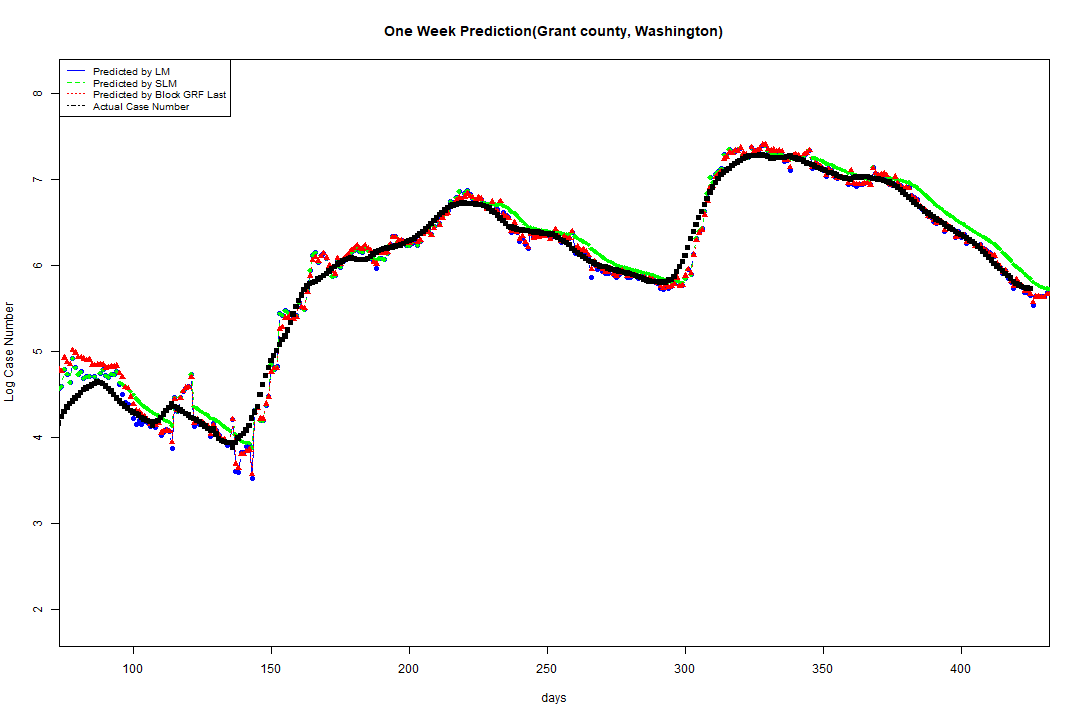 One Week Prediction(Grant county, Washington)
Predicted by LM
Predicted by SLM
Predicted by Block GRF Last
Actual Case Number
8
7
6
5
4
3
2
Log Case Number
100 150 200 250 300 350 400
days